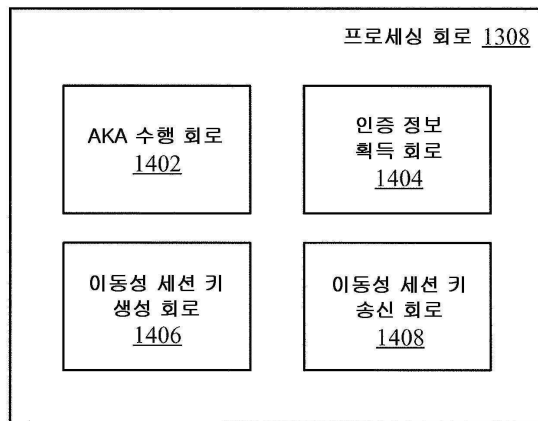 프로세싱 회로 1308
AKA 수행 회로
1402
인증 정보
획득 회로
1404
이동성 세션 키
생성 회로
1406
이동성 세션 키
송신 회로
1408